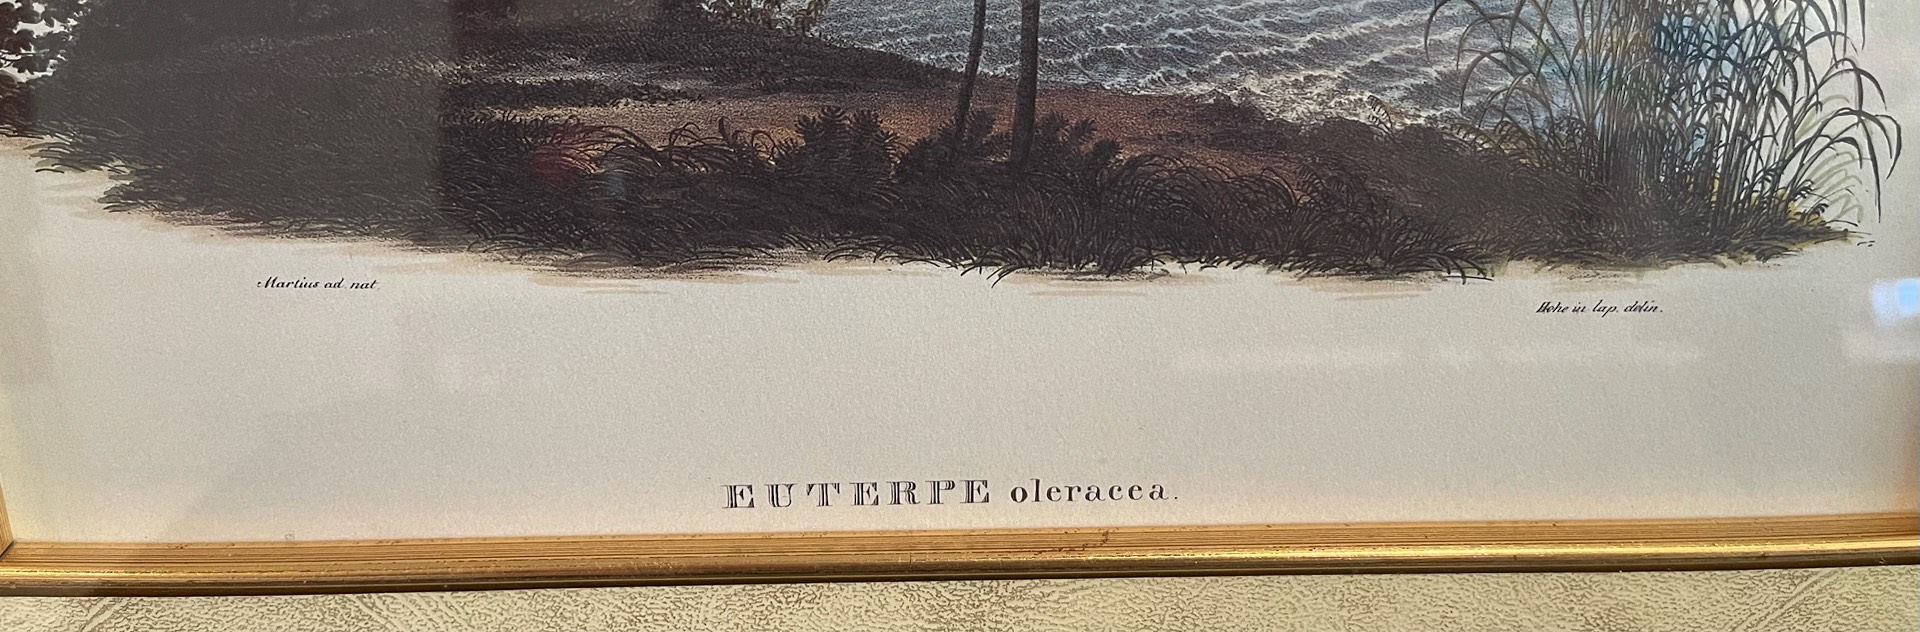 Martius ad. nat.
Hohe in lap. delin.
EUTERPE oleracea.